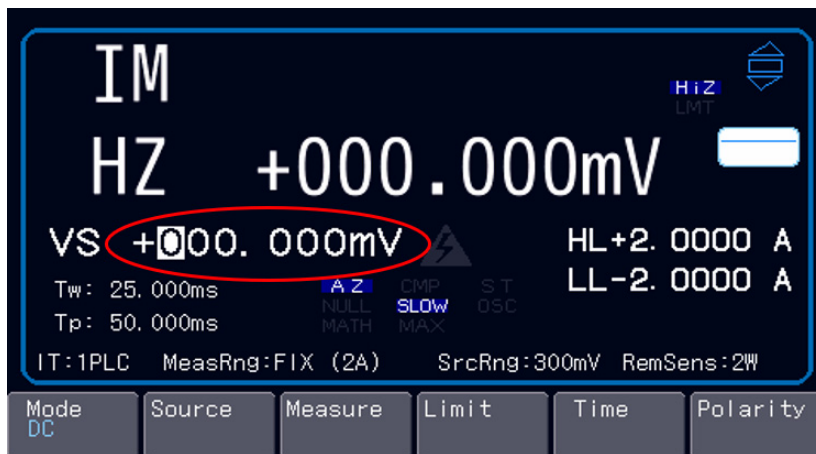 IM
HiZ
LMT
HZ +000.000mV
VS +000.000mV
HL+2.0000 A
LL-2.0000 A
Tw: 25.000ms
Tp: 50.000ms
AZ CMP ST
NULL SLOW OSC
MATH MAX
IT:1PLC MeasRng:FIX (2A) SrcRng:300mV RemSens:2W
Mode Source Measure Limit Time Polarity
DC